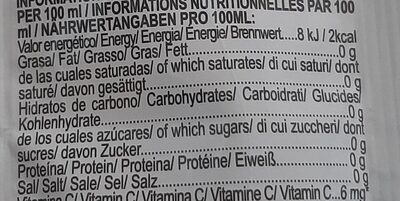 PER 100 ml / INFORMATIONS NUTRITIONNELLES PAR 100
ml / NÄHRWERTANGABEN PRO 100ML:
Valor energético/ Energy/ Energia/ Énergie/ Brennwert....8 kJ / 2kcal
Grasa/ Fat/ Grasso/ Gras/ Fett 0 g
de las cuales saturadas/ of which saturates/ di cui saturi/ dont
saturé/ davon gesättigt 0 g
Hidratos de carbono/ Carbohydrates/ Carboidrati/ Glucides/
Kohlenhydrate 0 g
de los cuales azúcares/ of which sugars/ di cui zuccheri/ dont
sucres/ davon Zucker 0 g
Proteína/ Protein/ Proteina/ Protéine/ Eiweiß 0 g
Sal/ Salt/ Sale/ Sel/ Salz 0 g
Vitamina C/ Vitamin C/ Vitamina C/ Vitamine C/ Vitamin C...6 mg*